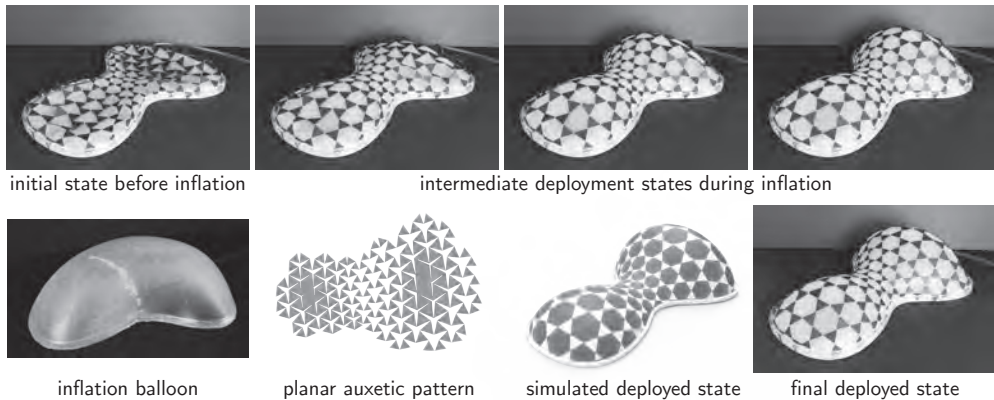 initial state before inflation
intermediate deployment states during inflation
inflation balloon
planar auxetic pattern
simulated deployed state
final deployed state